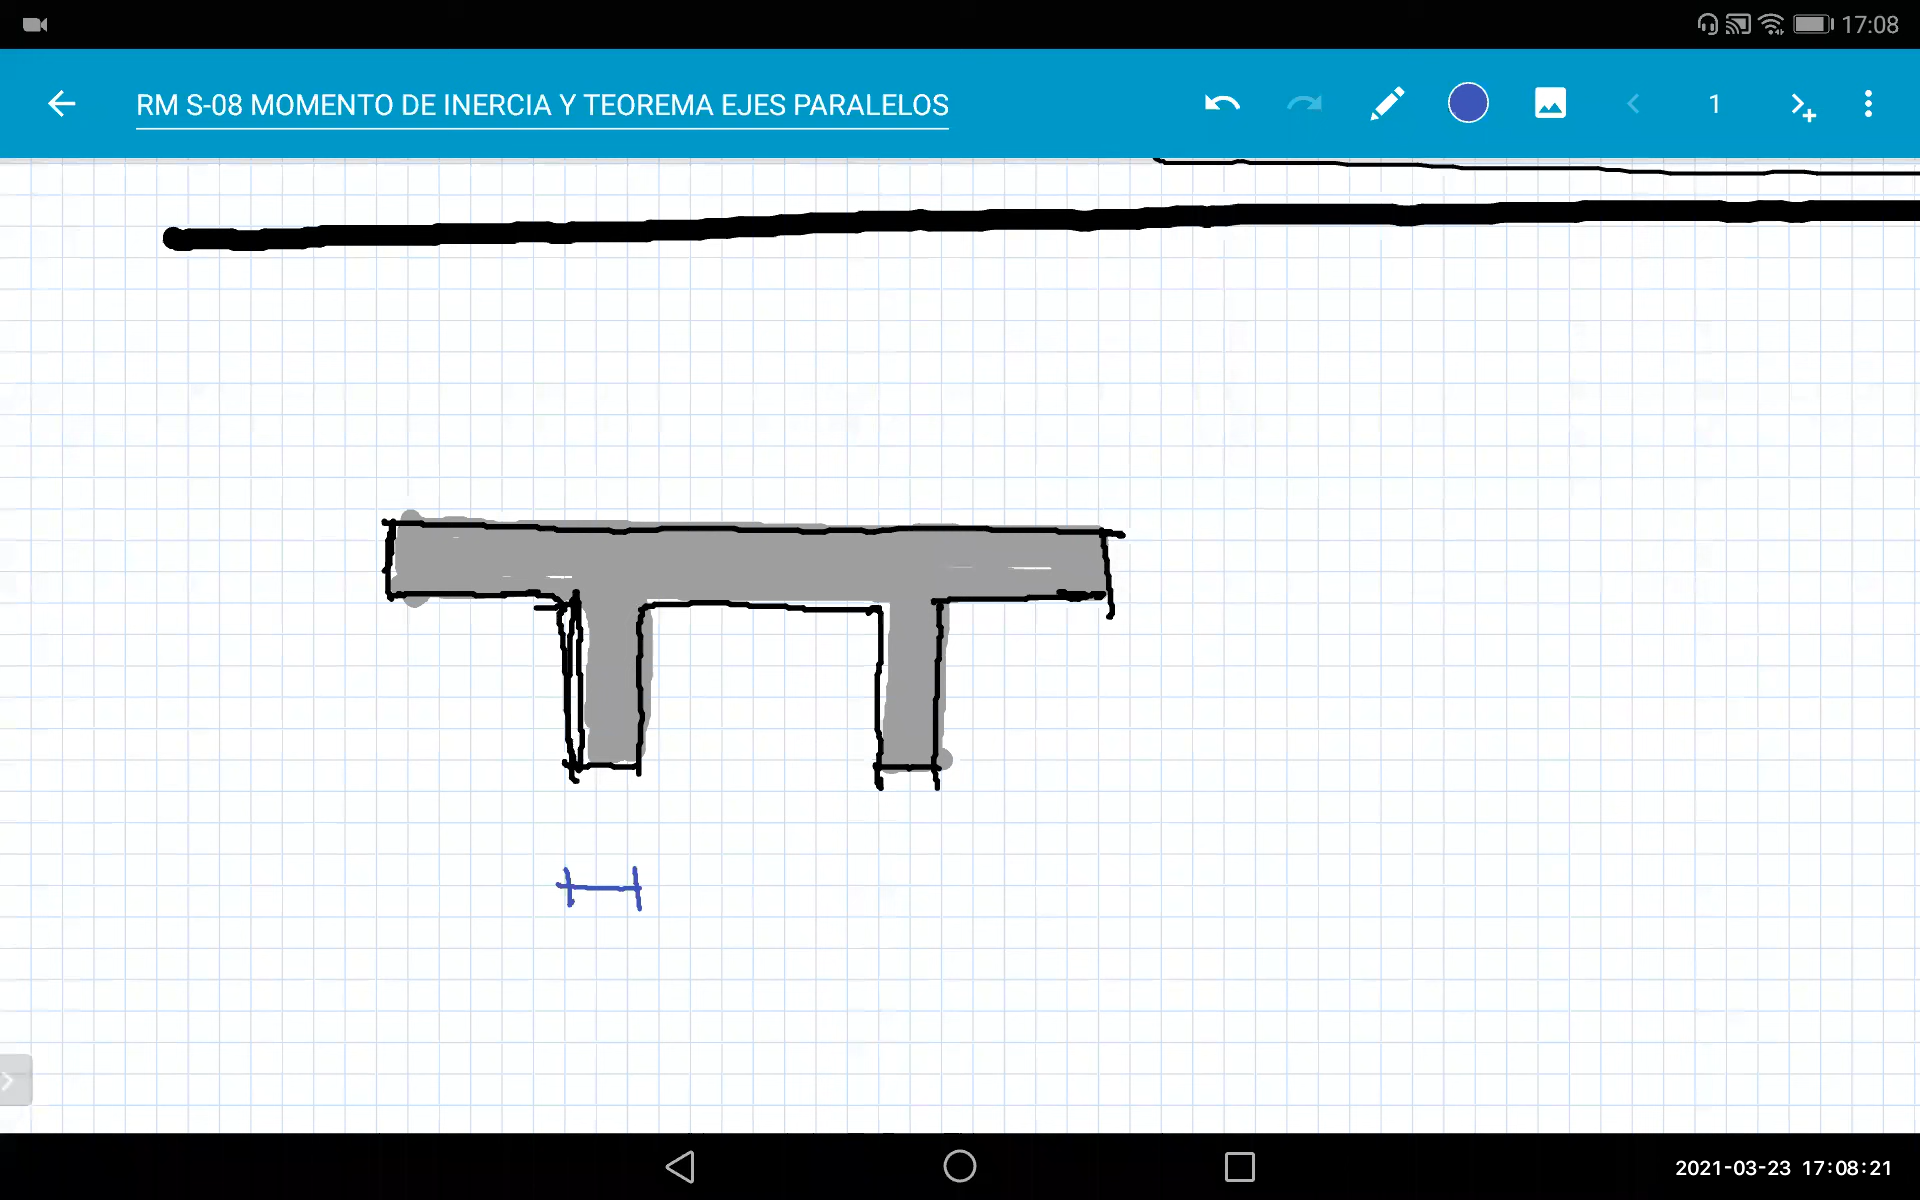 17:08
RM S-08 MOMENTO DE INERCIA Y TEOREMA EJES PARALELOS
1
2021-03-23 17:08:21